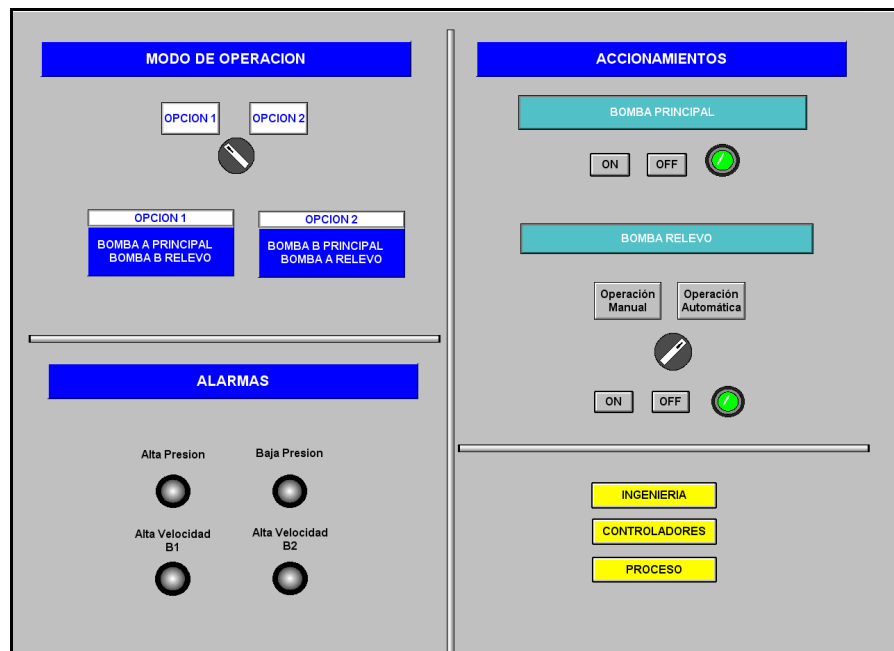 MODO DE OPERACION
OPCION 1
OPCION 2
OPCION 1
BOMBA A PRINCIPAL
BOMBA B RELEVO
OPCION 2
BOMBA B PRINCIPAL
BOMBA A RELEVO
ALARMAS
Alta Presion
Baja Presion
Alta Velocidad
B1
Alta Velocidad
B2
ACCIONAMIENTOS
BOMBA PRINCIPAL
ON
OFF
BOMBA RELEVO
Operación
Manual
Operación
Automática
ON
OFF
INGENIERIA
CONTROLADORES
PROCESO